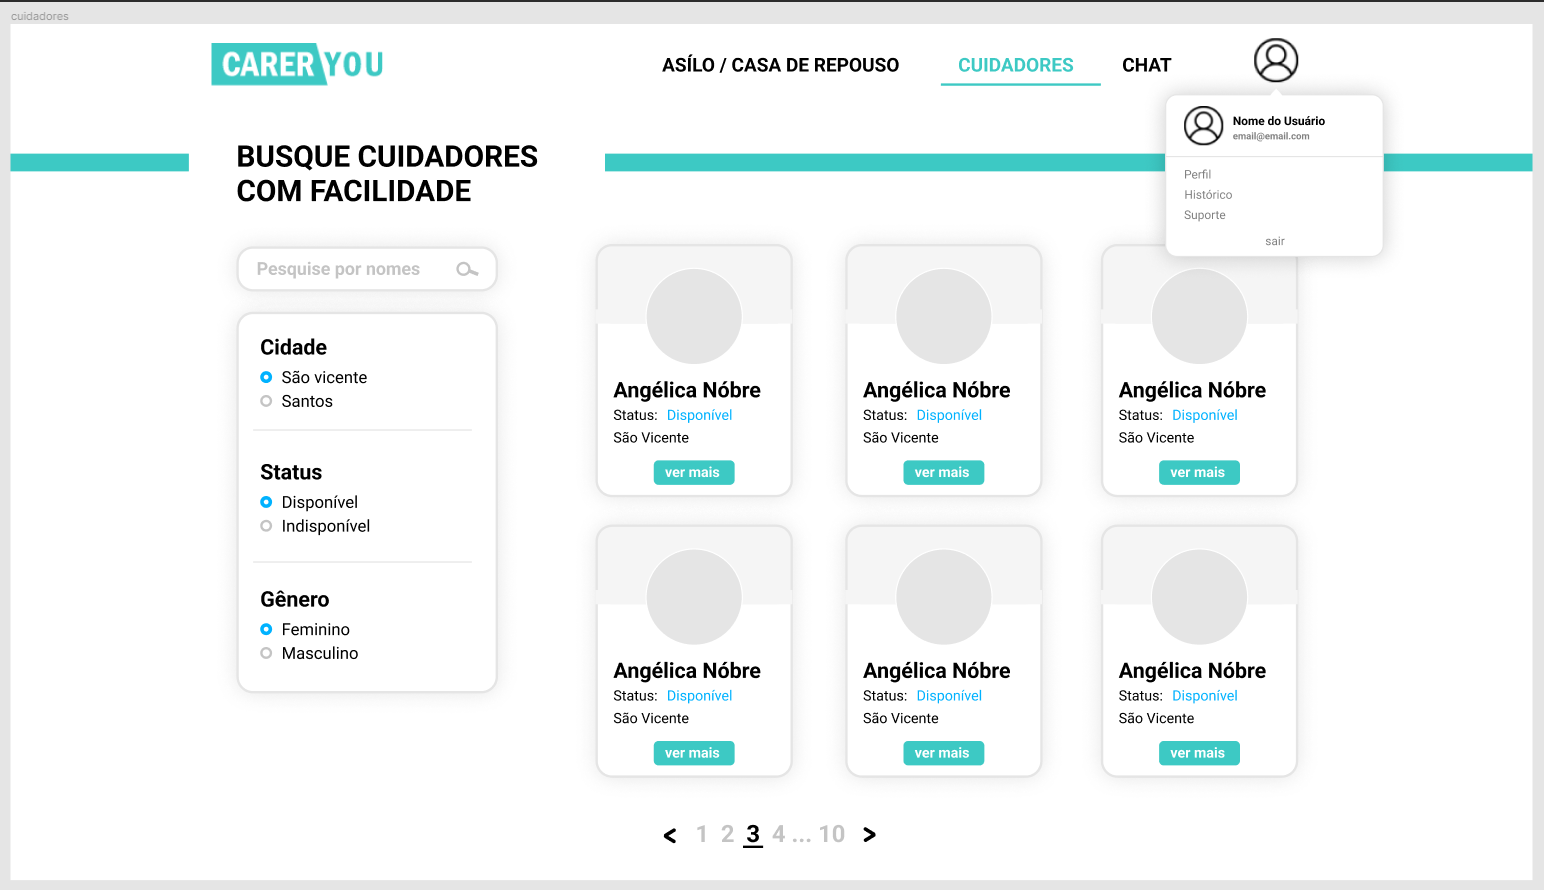 cuidadores
CARER YOU
ASÍLO / CASA DE REPOUSO
CUIDADORES
CHAT
Nome do Usuário
email@email.com
Perfil
Histórico
Suporte
sair
BUSQUE CUIDADORES
COM FACILIDADE
Pesquise por nomes
Cidade
São vicente
Santos
Status
Disponível
Indisponível
Gênero
Feminino
Masculino
Angélica Nóbre
Status: Disponível
São Vicente
ver mais
Angélica Nóbre
Status: Disponível
São Vicente
ver mais
Angélica Nóbre
Status: Disponível
São Vicente
ver mais
Angélica Nóbre
Status: Disponível
São Vicente
ver mais
Angélica Nóbre
Status: Disponível
São Vicente
ver mais
Angélica Nóbre
Status: Disponível
São Vicente
ver mais
< 1 2 3 4 ... 10 >